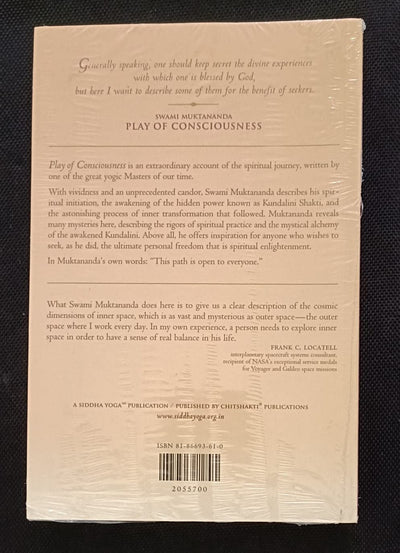 Generally speaking, one should keep secret the divine experiences
with which one is blessed by God,
but here I want to describe some of them for the benefit of seekers.
SWAMI MUKTANANDA
PLAY OF CONSCIOUSNESS
Play of Consciousness is an extraordinary account of the spiritual journey, written by
one of the great yogic Masters of our time.
With vividness and an unprecedented candor, Swami Muktananda describes his spir-
itual initiation, the awakening of the hidden power known as Kundalini Shakti, and
the astonishing process of inner transformation that followed. Muktananda reveals
many mysteries here, describing the rigors of spiritual practice and the mystical alchemy
of the awakened Kundalini. Above all, he offers inspiration for anyone who wishes to
seek, as he did, the ultimate personal freedom that is spiritual enlightenment.
In Muktananda's own words: "This path is open to everyone."
What Swami Muktananda does here is to give us a clear description of the cosmic
dimensions of inner space, which is as vast and mysterious as outer space—the outer
space where I work every day. In my own experience, a person needs to explore inner
space in order to have a sense of real balance in his life.
FRANK C. LOCATELL
interplanetary spacecraft systems consultant,
recipient of NASA's exceptional service medals
for Voyager and Galileo space missions
A SIDDHA YOGA℠ PUBLICATION / PUBLISHED BY CHITSHAKTI® PUBLICATIONS
www.siddhayoga.org.in
ISBN 81-86693-61-0
2055700